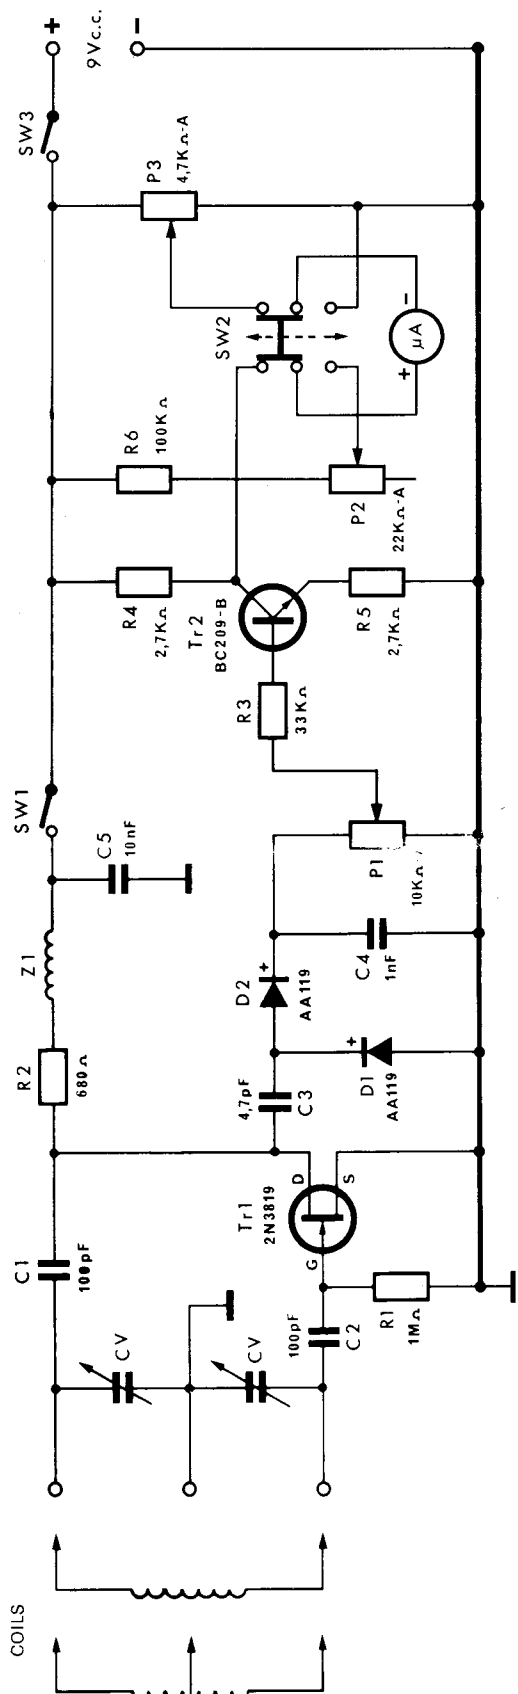 COILS
CV
CV
C1
100pF
100pF
C2
R1
1MΩ
G
D
S
Tr1
2N3819
R2
680Ω
Z1
C5
10nF
SW1
4,7pF
C3
D1
AA119
+
D2
AA119
+
C4
1nF
P1
10KΩ
R3
33KΩ
Tr2
BC209-B
R4
2,7KΩ
R5
2,7KΩ
R6
100KΩ
P2
22KΩ-A
SW2
+
µA
-
P3
4,7KΩ-A
SW3
+
9Vc.c.
-